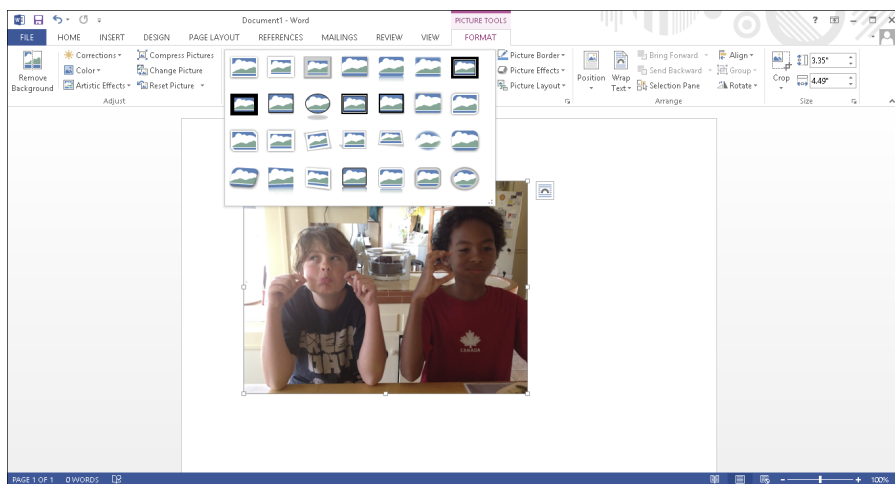 Document1 - Word
PICTURE TOOLS
FILE HOME INSERT DESIGN PAGE LAYOUT REFERENCES MAILINGS REVIEW VIEW FORMAT
Remove Background
Corrections
Color
Artistic Effects
Compress Pictures
Change Picture
Reset Picture
Adjust
Picture Border
Picture Effects
Picture Layout
Position
Wrap Text
Bring Forward
Send Backward
Selection Pane
Align
Group
Rotate
Arrange
Crop
3.35"
4.49"
Size
CANADA
PAGE 1 OF 1 0 WORDS 100%